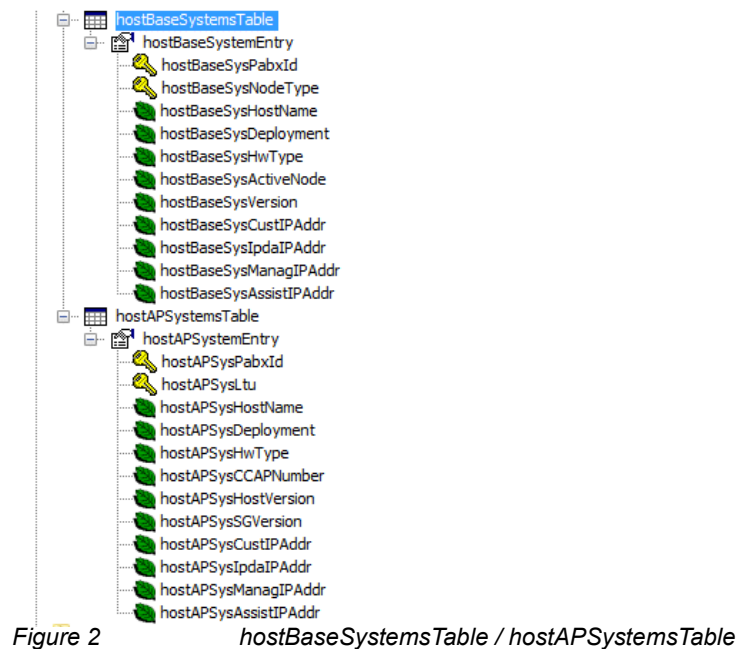 hostBaseSystemsTable
hostBaseSystemEntry
hostBaseSysPabxId
hostBaseSysNodeType
hostBaseSysHostName
hostBaseSysDeployment
hostBaseSysHwType
hostBaseSysActiveNode
hostBaseSysVersion
hostBaseSysCustIPAddr
hostBaseSysIpdaIPAddr
hostBaseSysManagIPAddr
hostBaseSysAssistIPAddr
hostAPSystemsTable
hostAPSystemEntry
hostAPSysPabxId
hostAPSysLtu
hostAPSysHostName
hostAPSysDeployment
hostAPSysHwType
hostAPSysCCAPNumber
hostAPSysHostVersion
hostAPSysSGVersion
hostAPSysCustIPAddr
hostAPSysIpdaIPAddr
hostAPSysManagIPAddr
hostAPSysAssistIPAddr
Figure 2 hostBaseSystemsTable / hostAPSystemsTable